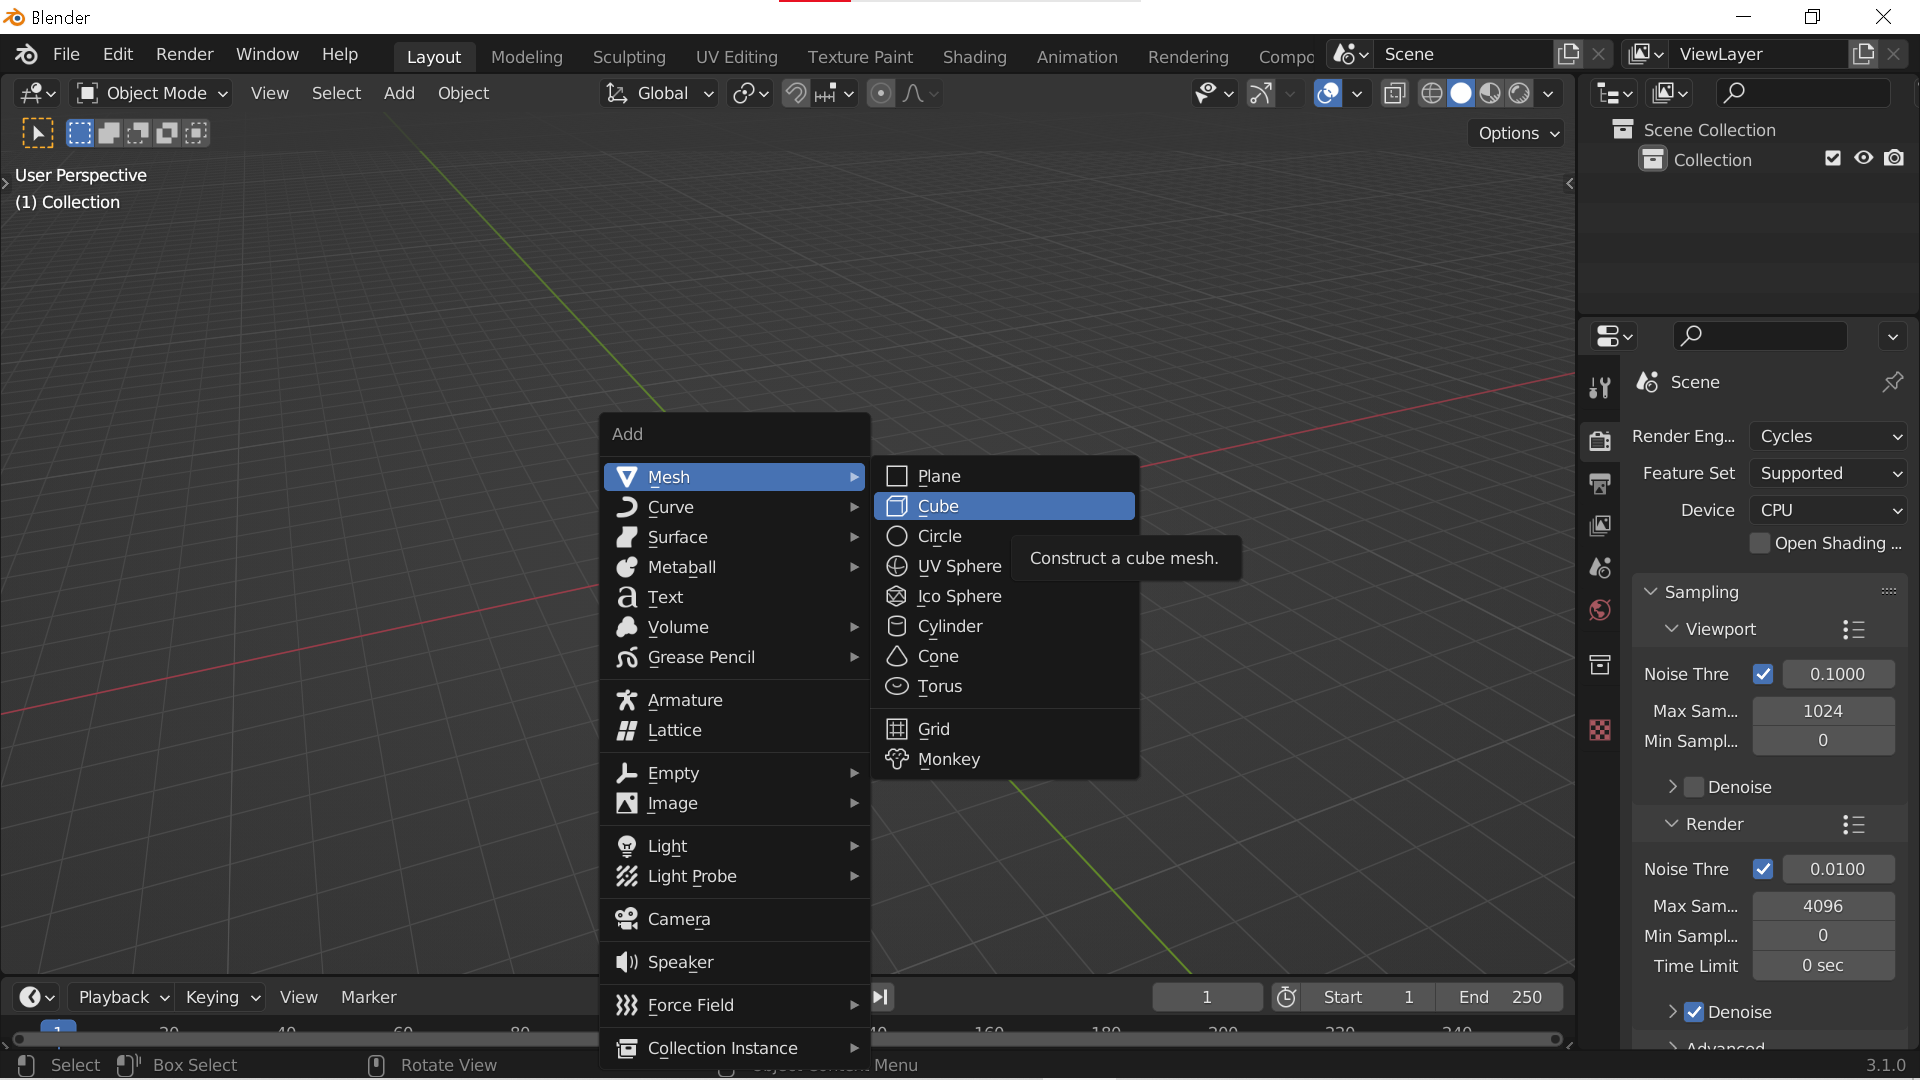 Blender
File Edit Render Window Help Layout Modeling Sculpting UV Editing Texture Paint Shading Animation Rendering Compo Scene ViewLayer
Object Mode View Select Add Object Global
Options
User Perspective
(1) Collection
Scene Collection
Collection
Scene
Render Eng... Cycles
Feature Set Supported
Device CPU
Open Shading ...
Sampling
Viewport
Noise Thre 0.1000
Max Sam... 1024
Min Sampl... 0
Denoise
Render
Noise Thre 0.0100
Max Sam... 4096
Min Sampl... 0
Time Limit 0 sec
Denoise
Advanced
Add
Mesh
Curve
Surface
Metaball
Text
Volume
Grease Pencil
Armature
Lattice
Empty
Image
Light
Light Probe
Camera
Speaker
Force Field
Collection Instance
Plane
Cube
Circle
UV Sphere
Ico Sphere
Cylinder
Cone
Torus
Grid
Monkey
Construct a cube mesh.
Playback Keying View Marker 1 Start 1 End 250
1 20 40 60 80 160 180 200 220 240
Select Box Select Rotate View Menu 3.1.0